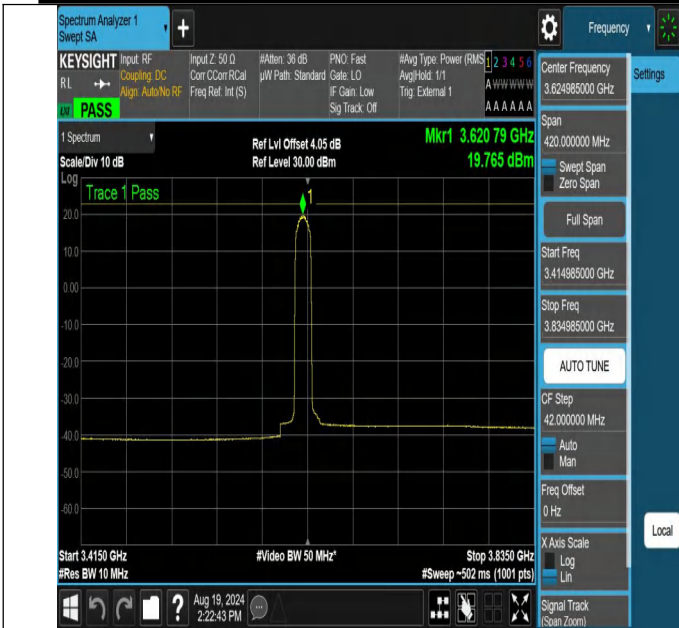 Spectrum Analyzer 1
Swept SA
+
Frequency
KEYSIGHT
RL
LXI
PASS
Input: RF
Coupling: DC
Align: Auto/No RF
Input Z: 50 Ω
Corr CCorr RCal
Freq Ref: Int (S)
#Atten: 36 dB
µW Path: Standard
PNO: Fast
Gate: LO
IF Gain: Low
Sig Track: Off
#Avg Type: Power (RMS
Avg|Hold: 1/1
Trig: External 1
1 2 3 4 5 6
A W W W W W
A A A A A A
1 Spectrum
Scale/Div 10 dB
Log
Ref Lvl Offset 4.05 dB
Ref Level 30.00 dBm
Mkr1 3.620 79 GHz
19.765 dBm
Trace 1 Pass
1
20.0
10.0
0.00
-10.0
-20.0
-30.0
-40.0
-50.0
-60.0
Start 3.4150 GHz
#Res BW 10 MHz
#Video BW 50 MHz*
Stop 3.8350 GHz
#Sweep ~502 ms (1001 pts)
Center Frequency
3.624985000 GHz
Span
420.000000 MHz
Swept Span
Zero Span
Full Span
Start Freq
3.414985000 GHz
Stop Freq
3.834985000 GHz
AUTO TUNE
CF Step
42.000000 MHz
Auto
Man
Freq Offset
0 Hz
X Axis Scale
Log
Lin
Signal Track
(Span Zoom)
Settings
Local
?
Aug 19, 2024
2:22:43 PM